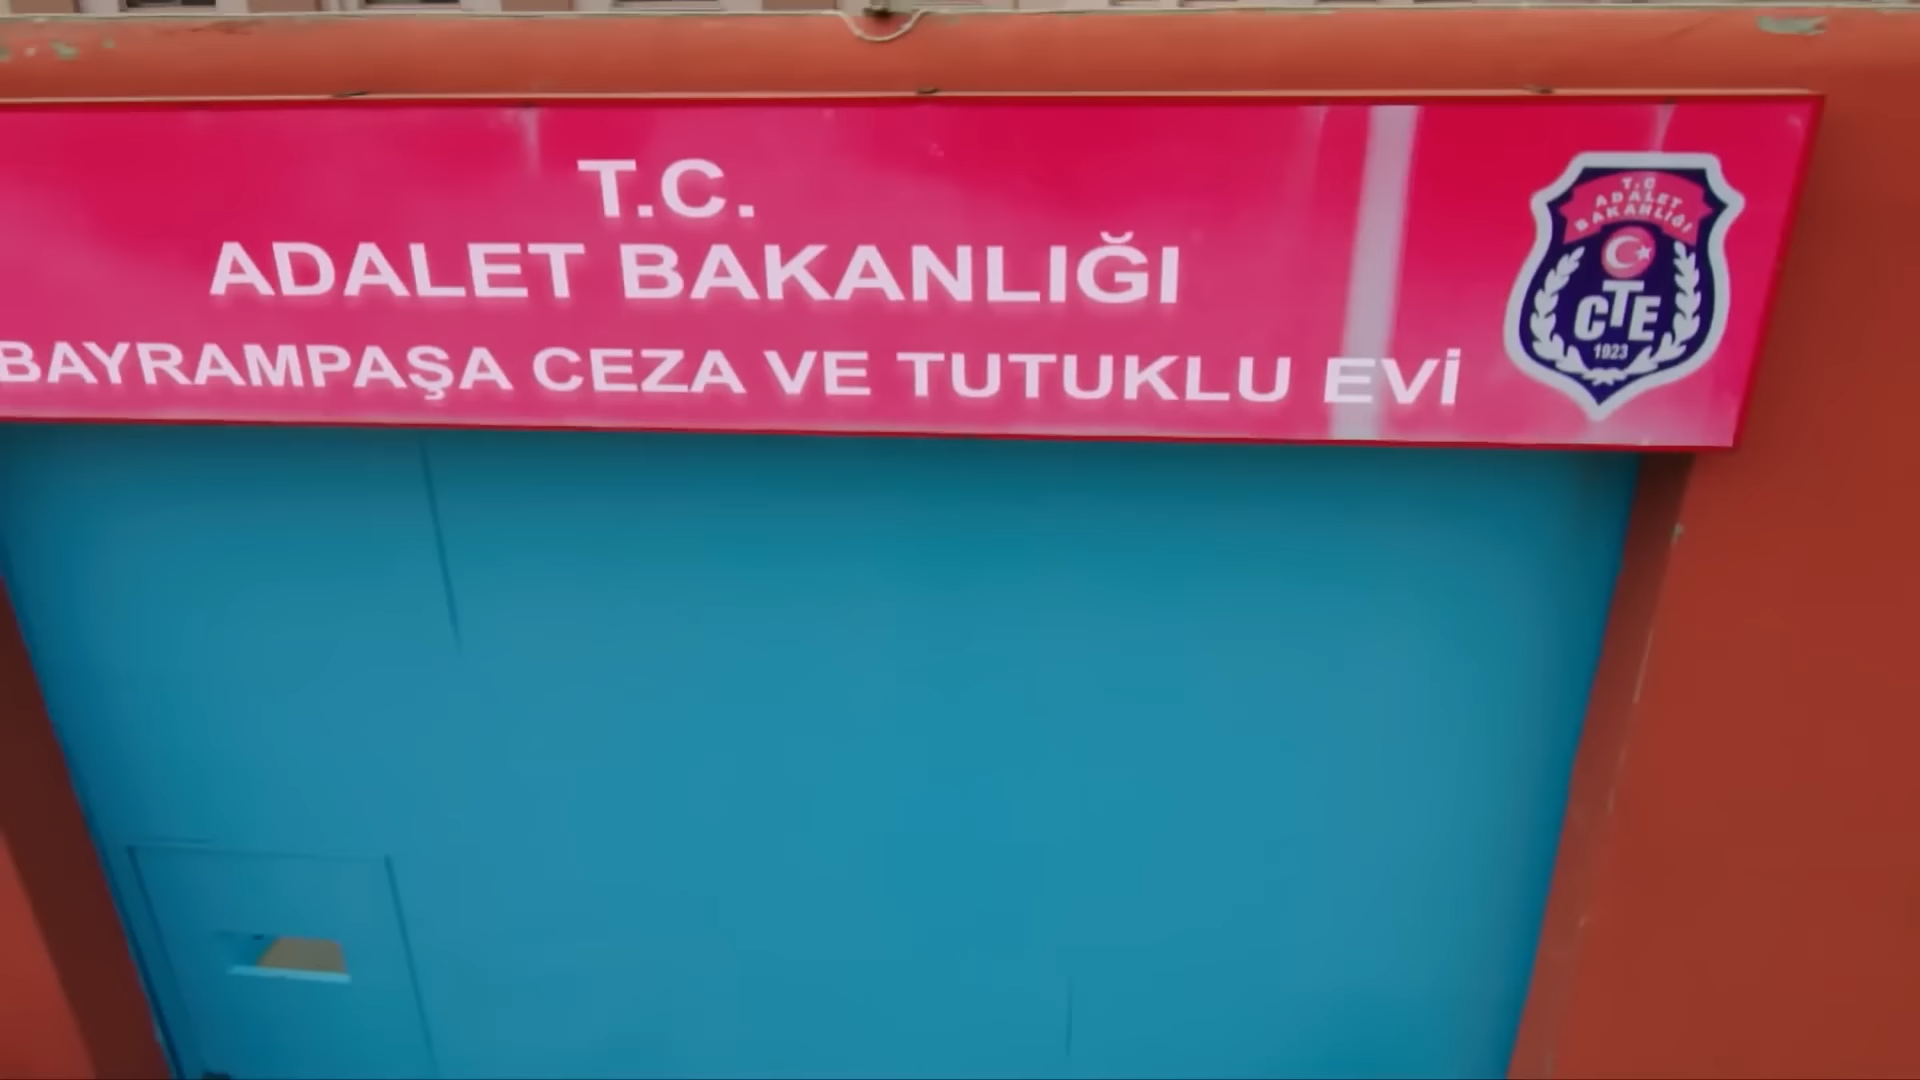 T.C.
ADALET BAKANLIĞI
BAYRAMPAŞA CEZA VE TUTUKLU EVİ
T.C
ADALET
BAKANLIĞI
CTE
1923